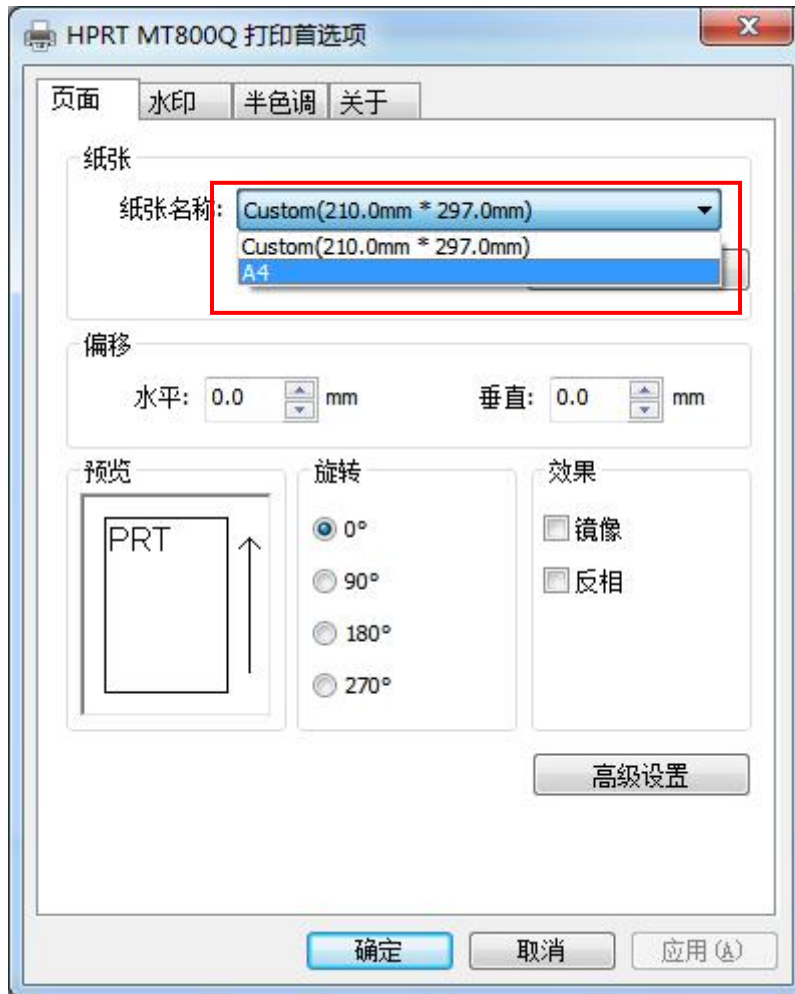 HPRT MT800Q 打印首选项
页面 水印 半色调 关于
纸张
纸张名称: Custom(210.0mm * 297.0mm)
Custom(210.0mm * 297.0mm)
A4
偏移
水平: 0.0 mm 垂直: 0.0 mm
预览 旋转 效果
PRT
0° 镜像
90° 反相
180°
270°
高级设置
确定 取消 应用(A)